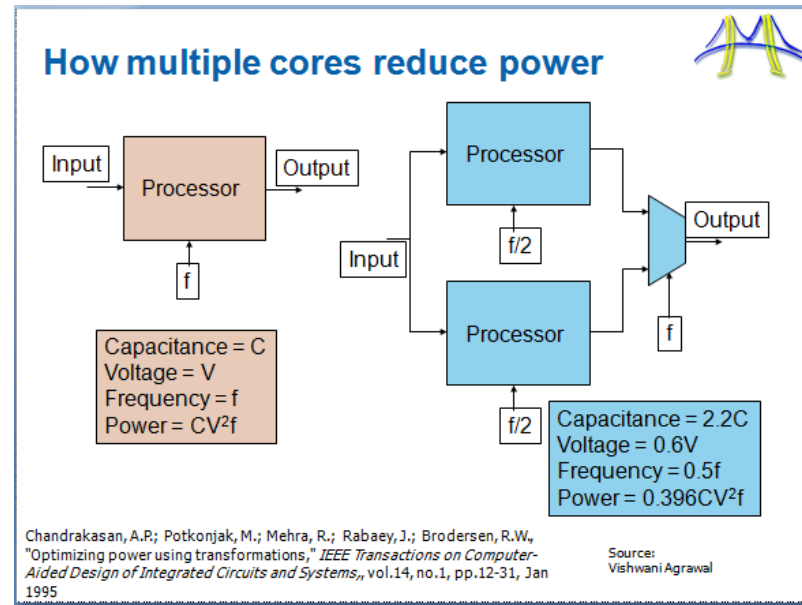 How multiple cores reduce power
Input
Processor
Output
f
Capacitance = C
Voltage = V
Frequency = f
Power = CV²f
Processor
f/2
Input
Output
Processor
f
f/2
Capacitance = 2.2C
Voltage = 0.6V
Frequency = 0.5f
Power = 0.396CV²f
Chandrakasan, A.P.; Potkonjak, M.; Mehra, R.; Rabaey, J.; Brodersen, R.W.,
"Optimizing power using transformations," IEEE Transactions on Computer-
Aided Design of Integrated Circuits and Systems,, vol.14, no.1, pp.12-31, Jan
1995
Source:
Vishwani Agrawal